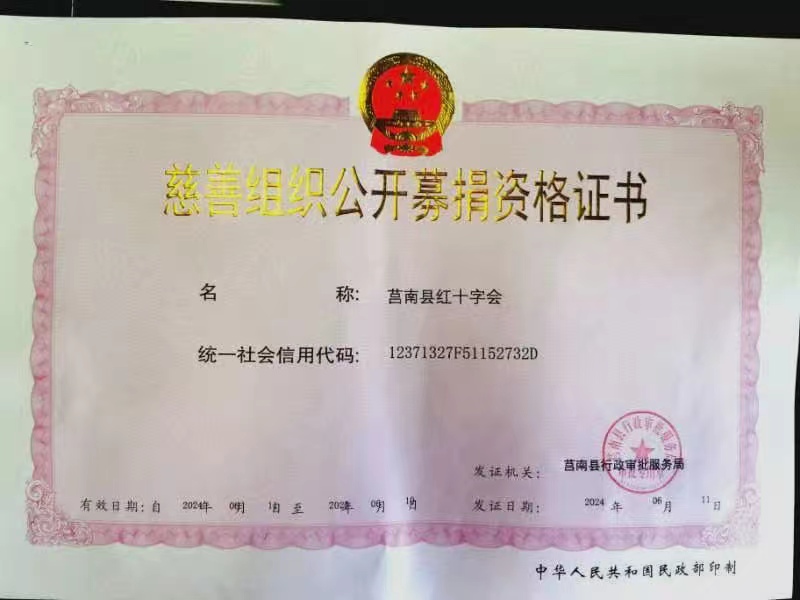 慈善组织公开募捐资格证书
名 称: 莒南县红十字会
统一社会信用代码: 12371327F51152732D
发证机关: 莒南县行政审批服务局
有效日期:自 2024年 月 日至 年 月 日 发证日期: 2024 年 06 月 11 日
中华人民共和国民政部印制